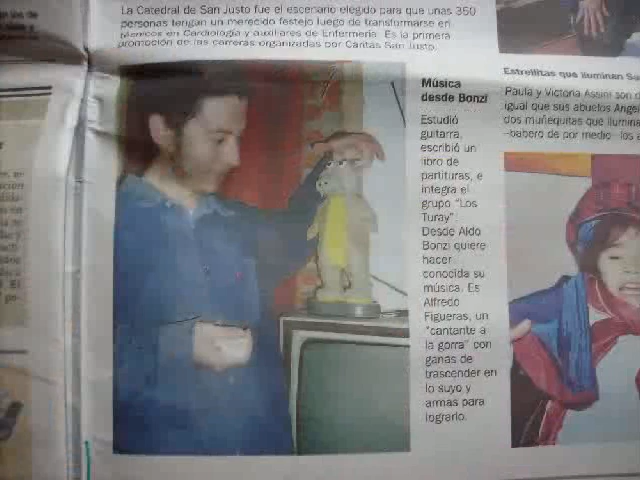 La Catedral de San Justo fue el escenario elegido para que unas 350
personas tengan un merecido festejo luego de transformarse en
técnicos en Cardiología y auxiliares de Enfermería. Es la primera
promoción de las carreras organizadas por Caritas San Justo.
Música
desde Bonzi
Estudió
guitarra,
escribió un
libro de
partituras, e
integra el
grupo "Los
Turay".
Desde Aldo
Bonzi quiere
hacer
conocida su
música. Es
Alfredo
Figueras, un
"cantante a
la gorra" con
ganas de
trascender en
lo suyo y
armas para
lograrlo.
Estrellitas que iluminan
Paula y Victoria Assini son
igual que sus abuelos
dos muñequitas que
–babero de por medio– los